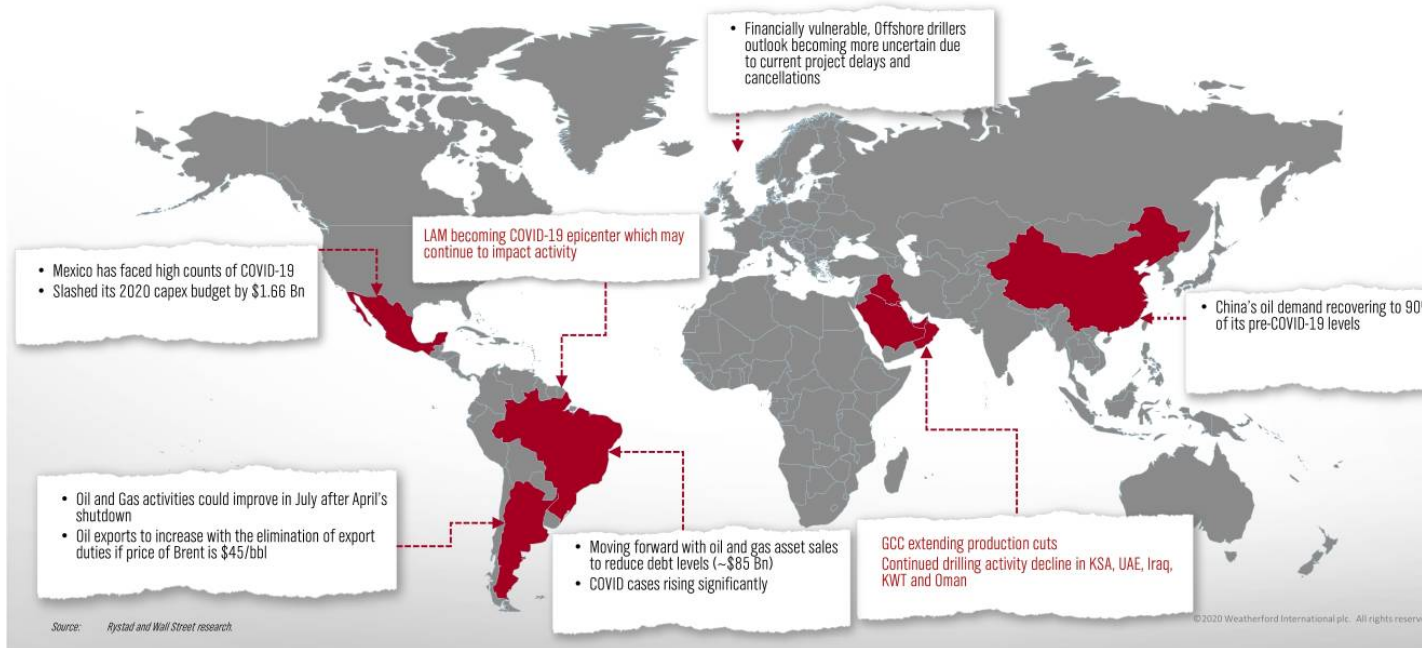 • Financially vulnerable, Offshore drillers
outlook becoming more uncertain due
to current project delays and
cancellations
LAM becoming COVID-19 epicenter which may
continue to impact activity
• Mexico has faced high counts of COVID-19
• Slashed its 2020 capex budget by $1.66 Bn
• China's oil demand recovering to 90
of its pre-COVID-19 levels
• Oil and Gas activities could improve in July after April's
shutdown
• Oil exports to increase with the elimination of export
duties if price of Brent is $45/bbl
• Moving forward with oil and gas asset sales
to reduce debt levels (~$85 Bn)
• COVID cases rising significantly
GCC extending production cuts
Continued drilling activity decline in KSA, UAE, Iraq,
KWT and Oman
Source: Rystad and Wall Street research.
©2020 Weatherford International plc. All rights reserve